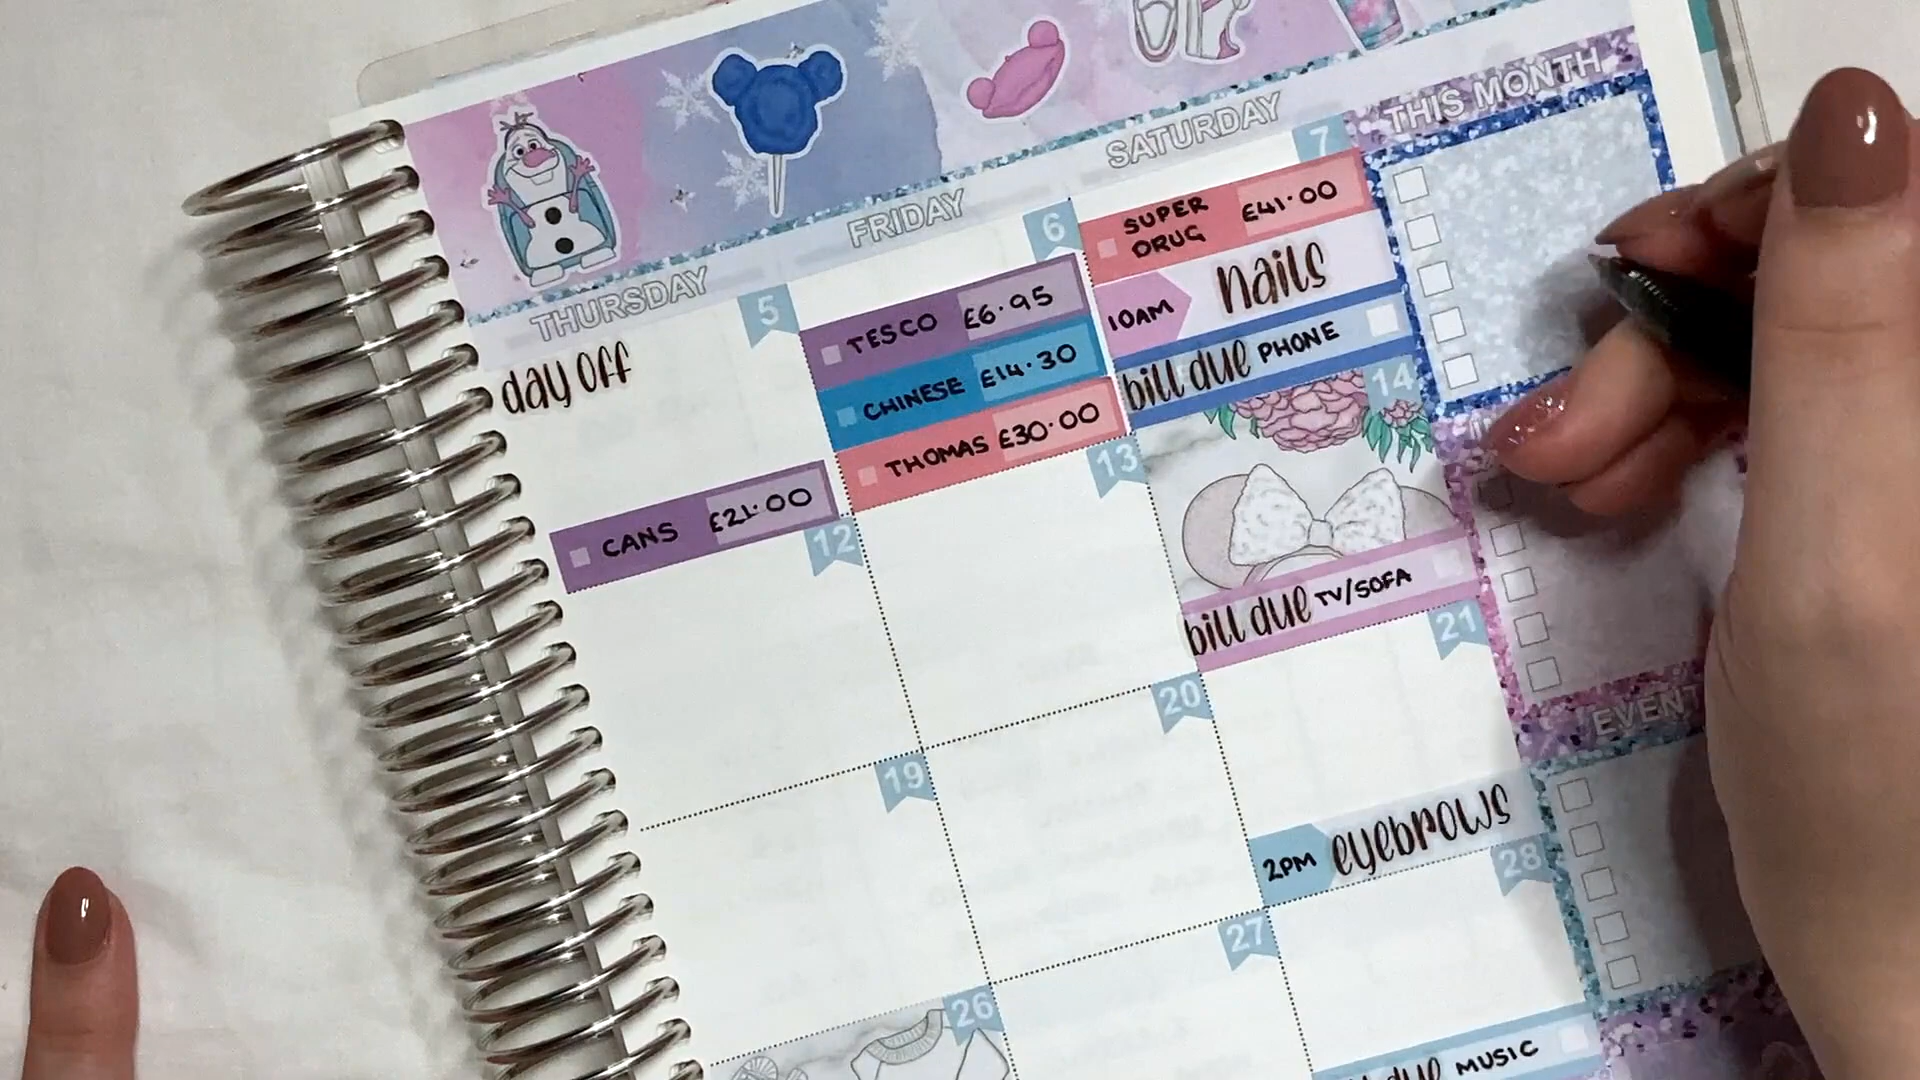 THIS MONTH
SATURDAY
FRIDAY
THURSDAY
5
day off
CANS £21.00
6
TESCO £6.95
CHINESE £14.30
THOMAS £30.00
7
SUPER
DRUG
£41.00
10AM nails
bill due PHONE
12
13
14
bill due TV/SOFA
19
20
21
2PM eyebrows
26
27
28
due MUSIC
EVENT